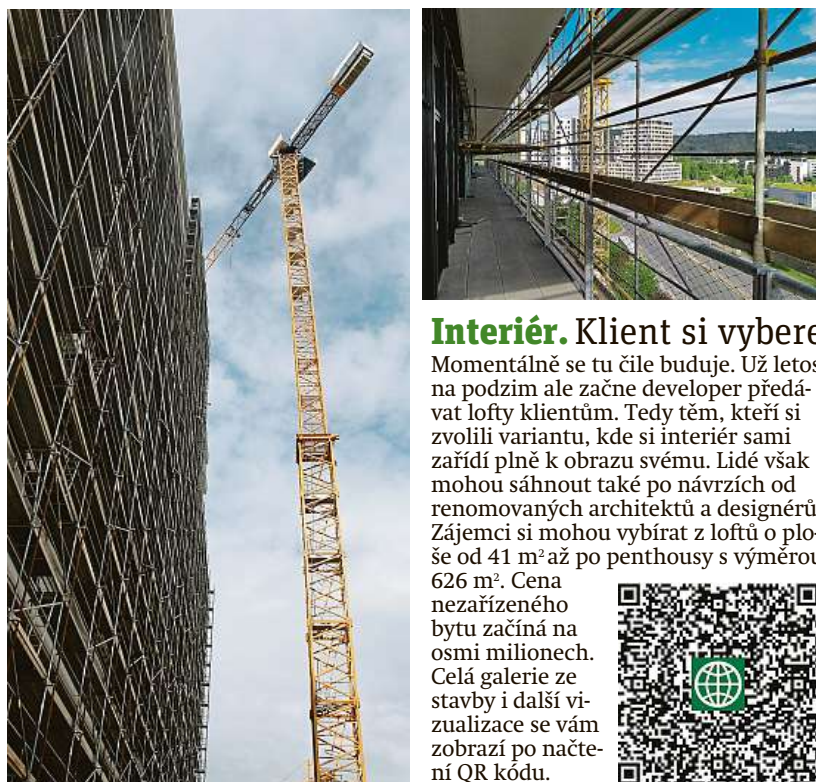 Interiér. Klient si vybere
Momentálně se tu čile buduje. Už letos
na podzim ale začne developer předá-
vat lofty klientům. Tedy těm, kteří si
zvolili variantu, kde si interiér sami
zařídí plně k obrazu svému. Lidé však
mohou sáhnout také po návrzích od
renomovaných architektů a designérů
Zájemci si mohou vybírat z loftů o plo-
še od 41 m² až po penthousy s výměrou
626 m². Cena
nezařízeného
bytu začíná na
osmi milionech.
Celá galerie ze
stavby i další vi-
zualizace se vám
zobrazí po načte-
ní QR kódu.